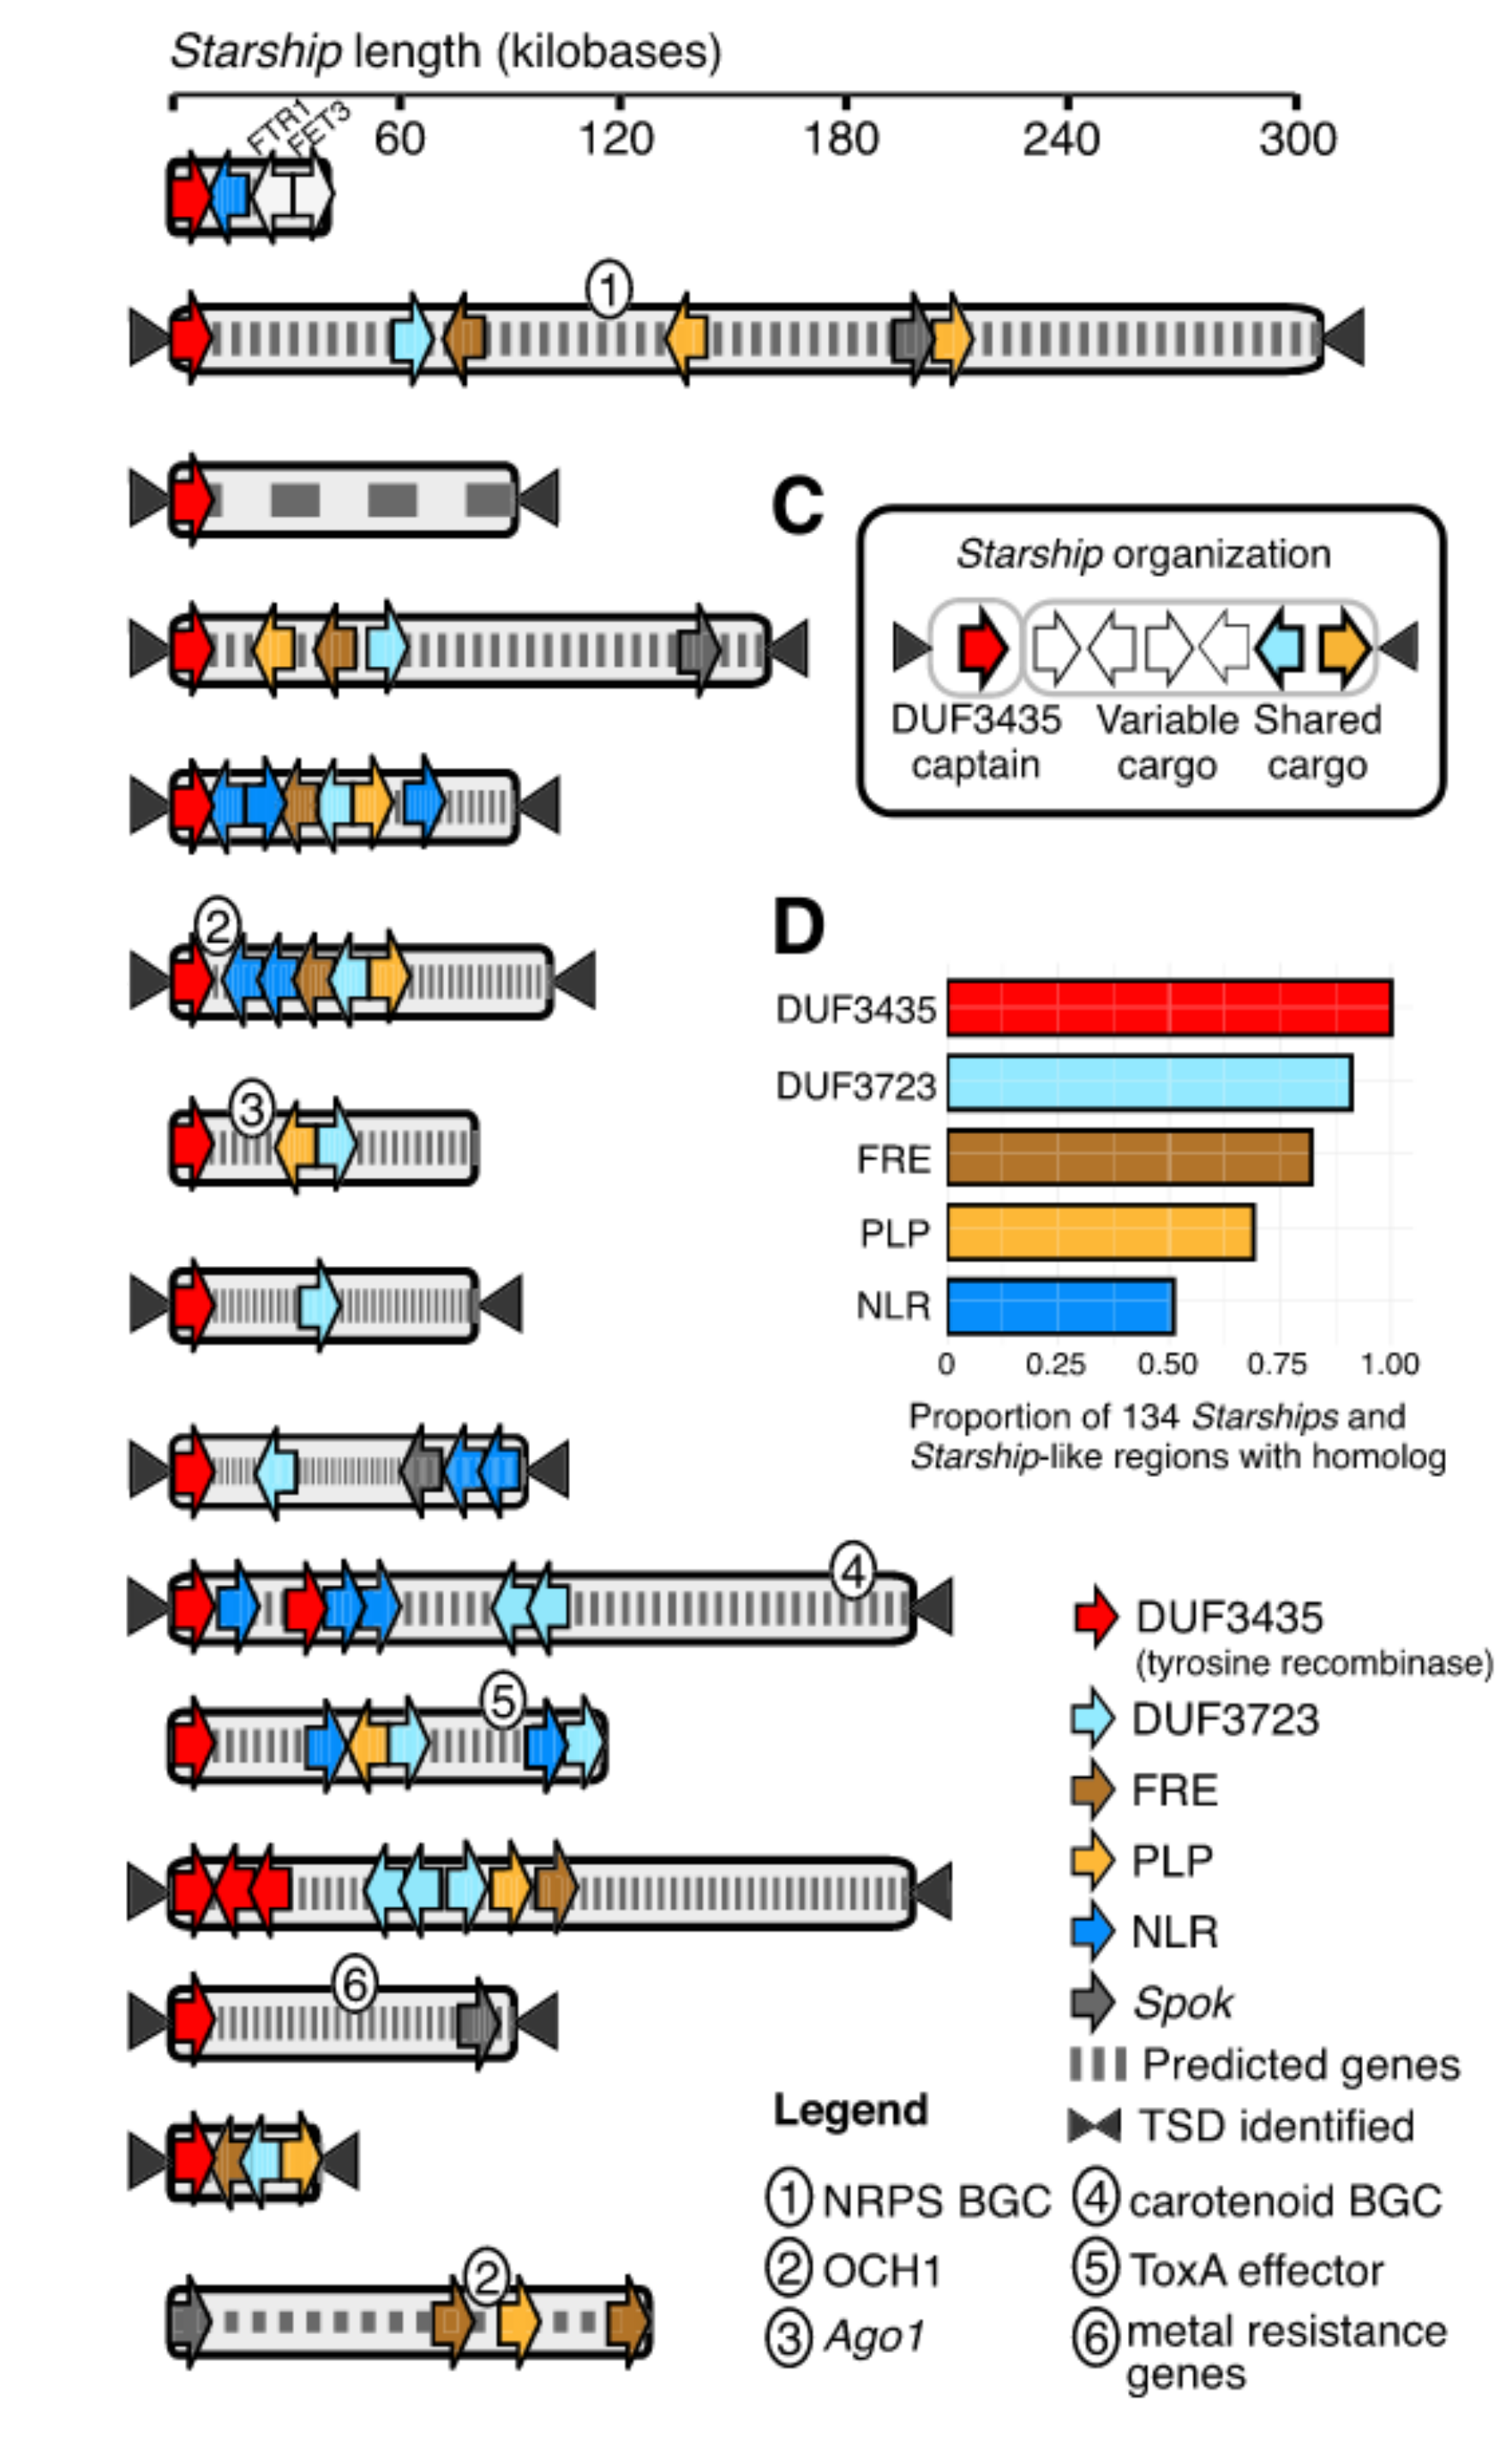 Starship length (kilobases)
60 120 180 240 300
FTR1
FET3
1
C
Starship organization
DUF3435 captain
Variable cargo
Shared cargo
2
D
DUF3435
DUF3723
FRE
PLP
NLR
0 0.25 0.50 0.75 1.00
Proportion of 134 Starships and
Starship-like regions with homolog
3
4
5
6
2
DUF3435
(tyrosine recombinase)
DUF3723
FRE
PLP
NLR
Spok
Predicted genes
TSD identified
Legend
1 NRPS BGC
2 OCH1
3 Ago1
4 carotenoid BGC
5 ToxA effector
6 metal resistance
genes